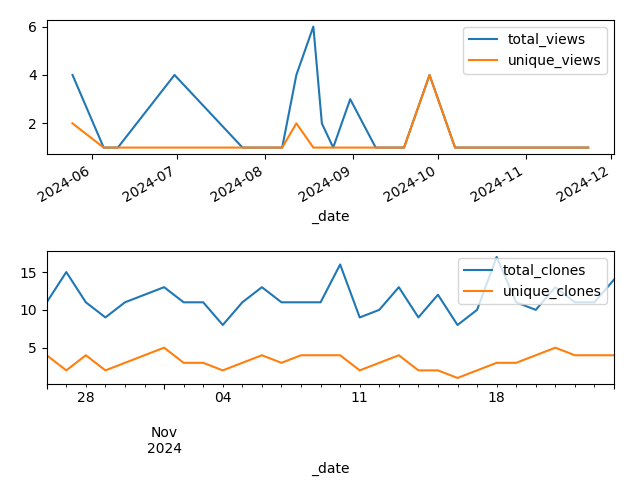 6
4
2
total_views
unique_views
2024-06
2024-07
2024-08
2024-09
2024-10
2024-11
2024-12
_date
15
10
5
total_clones
unique_clones
28
04
11
18
Nov
2024
_date